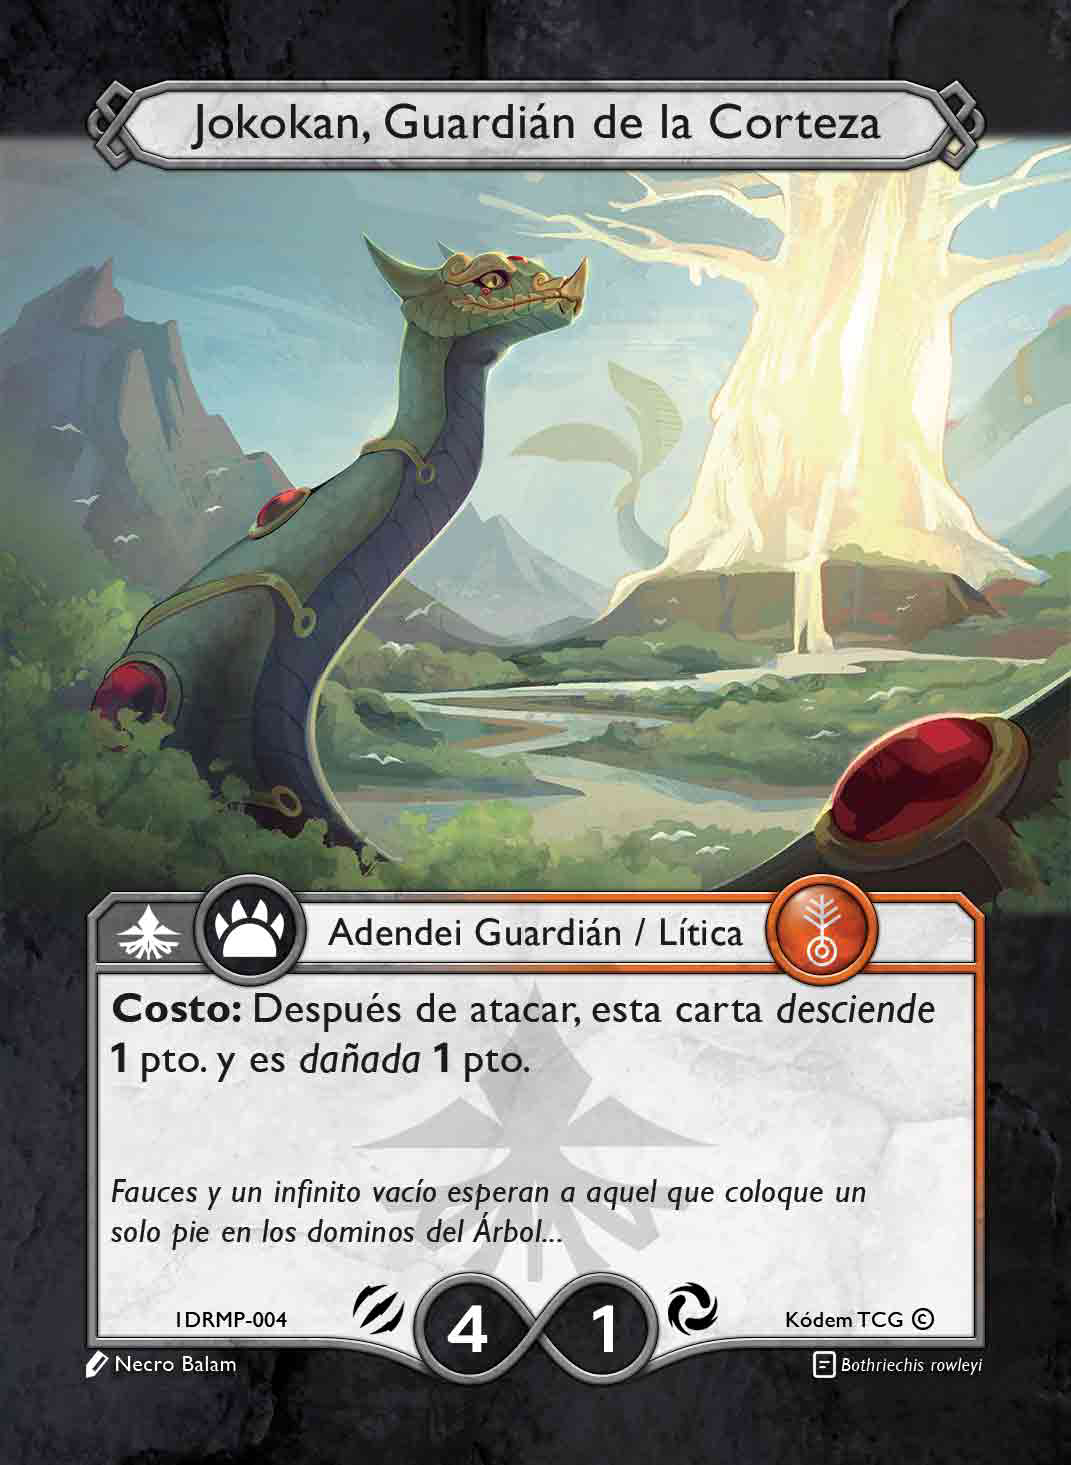 Jokokan, Guardián de la Corteza
Adendei Guardián / Lítica
Costo: Después de atacar, esta carta desciende
1 pto. y es dañada 1 pto.
Fauces y un infinito vacío esperan a aquel que coloque un
solo pie en los dominos del Árbol...
1DRMP-004
4
1
Kódem TCG ©
Necro Balam
Bothriechis rowleyi